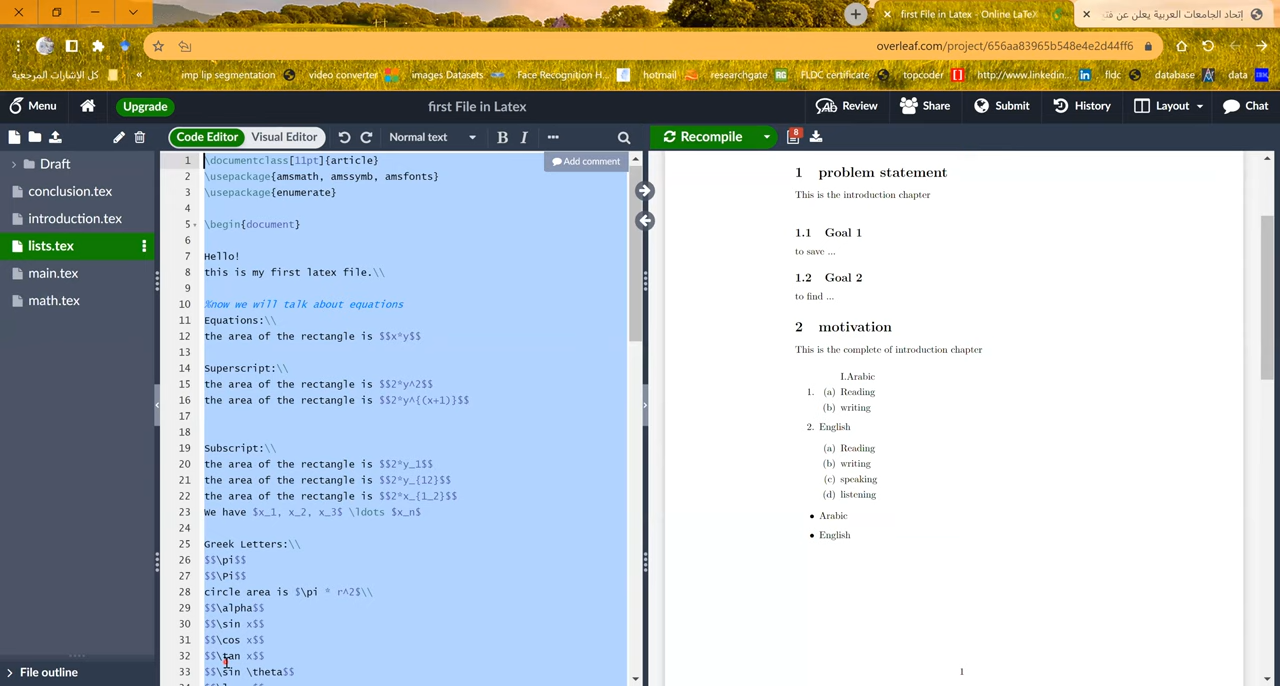 first File in Latex - Online LaTeX
إتحاد الجامعات العربية يعلن عن فتح
overleaf.com/project/656aa83965b548e4e2d44ff6
كل الإشارات المرجعية
imp lip segmentation
video converter
images Datasets
Face Recognition H...
hotmail
researchgate
FLDC certificate
topcoder
http://www.linkedin...
fldc
database
data
Menu
Upgrade
first File in Latex
Review
Share
Submit
History
Layout
Chat
Code Editor
Visual Editor
Normal text
B
I
Recompile
8
Draft
conclusion.tex
introduction.tex
lists.tex
main.tex
math.tex
File outline
Add comment
1 \documentclass[11pt]{article}
2 \usepackage{amsmath, amssymb, amsfonts}
3 \usepackage{enumerate}
4
5 \begin{document}
6
7 Hello!
8 this is my first latex file.\\
9
10 %now we will talk about equations
11 Equations:\\
12 the area of the rectangle is $$x*y$$
13
14 Superscript:\\
15 the area of the rectangle is $$2*y^2$$
16 the area of the rectangle is $$2*y^{(x+1)}$$
17
18
19 Subscript:\\
20 the area of the rectangle is $$2*y_1$$
21 the area of the rectangle is $$2*y_{12}$$
22 the area of the rectangle is $$2*x_{1_2}$$
23 We have $x_1, x_2, x_3$ \ldots $x_n$
24
25 Greek Letters:\\
26 $$\pi$$
27 $$\Pi$$
28 circle area is $\pi * r^2$\\
29 $$\alpha$$
30 $$\sin x$$
31 $$\cos x$$
32 $$\tan x$$
33 $$\sin \theta$$
1 problem statement
This is the introduction chapter
1.1 Goal 1
to save ...
1.2 Goal 2
to find ...
2 motivation
This is the complete of introduction chapter
I.Arabic
1. (a) Reading
(b) writing
2. English
(a) Reading
(b) writing
(c) speaking
(d) listening
• Arabic
• English
1